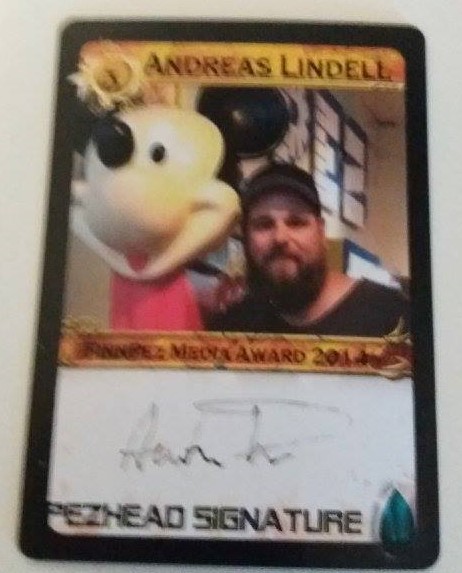 ANDREAS LINDELL
FINNPEZ MEDIA AWARD 2014
PEZHEAD SIGNATURE